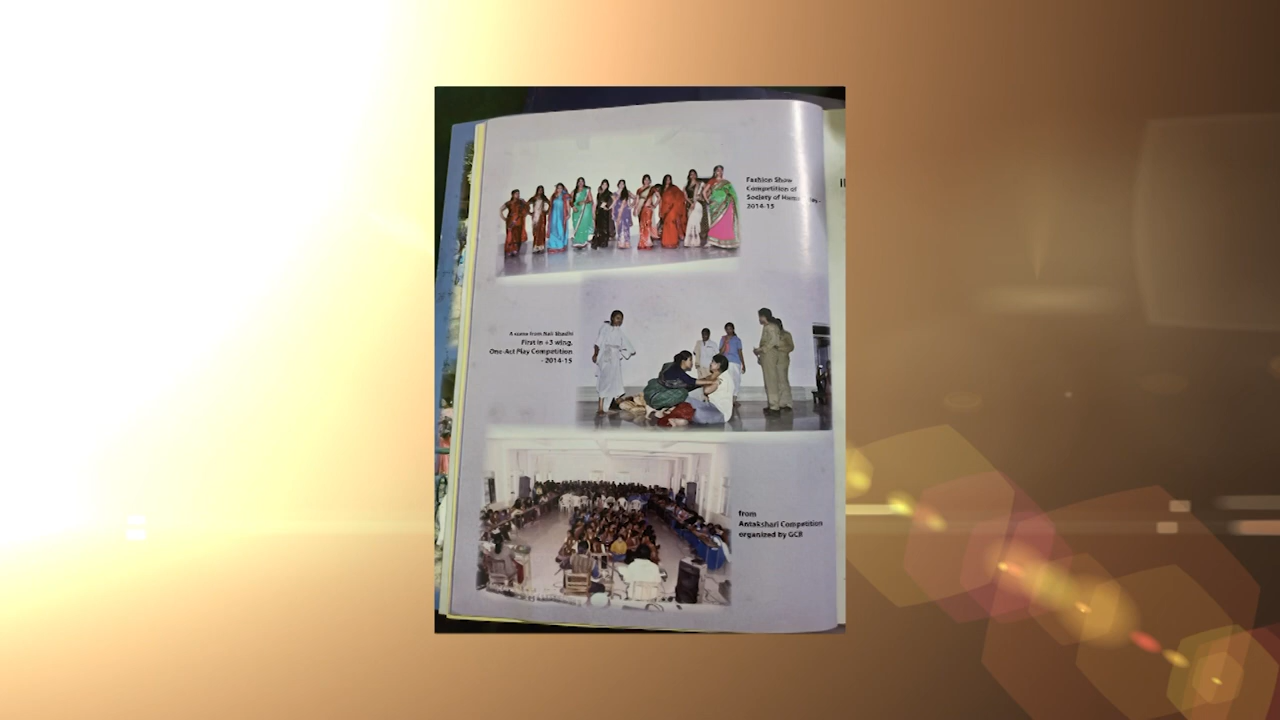 Fashion Show
Competition of
Society of
2014-15
A scene from
First in +3 wing,
One-Act Play Competition
- 2014-15
from
Antakshari Competition
organized by GCR